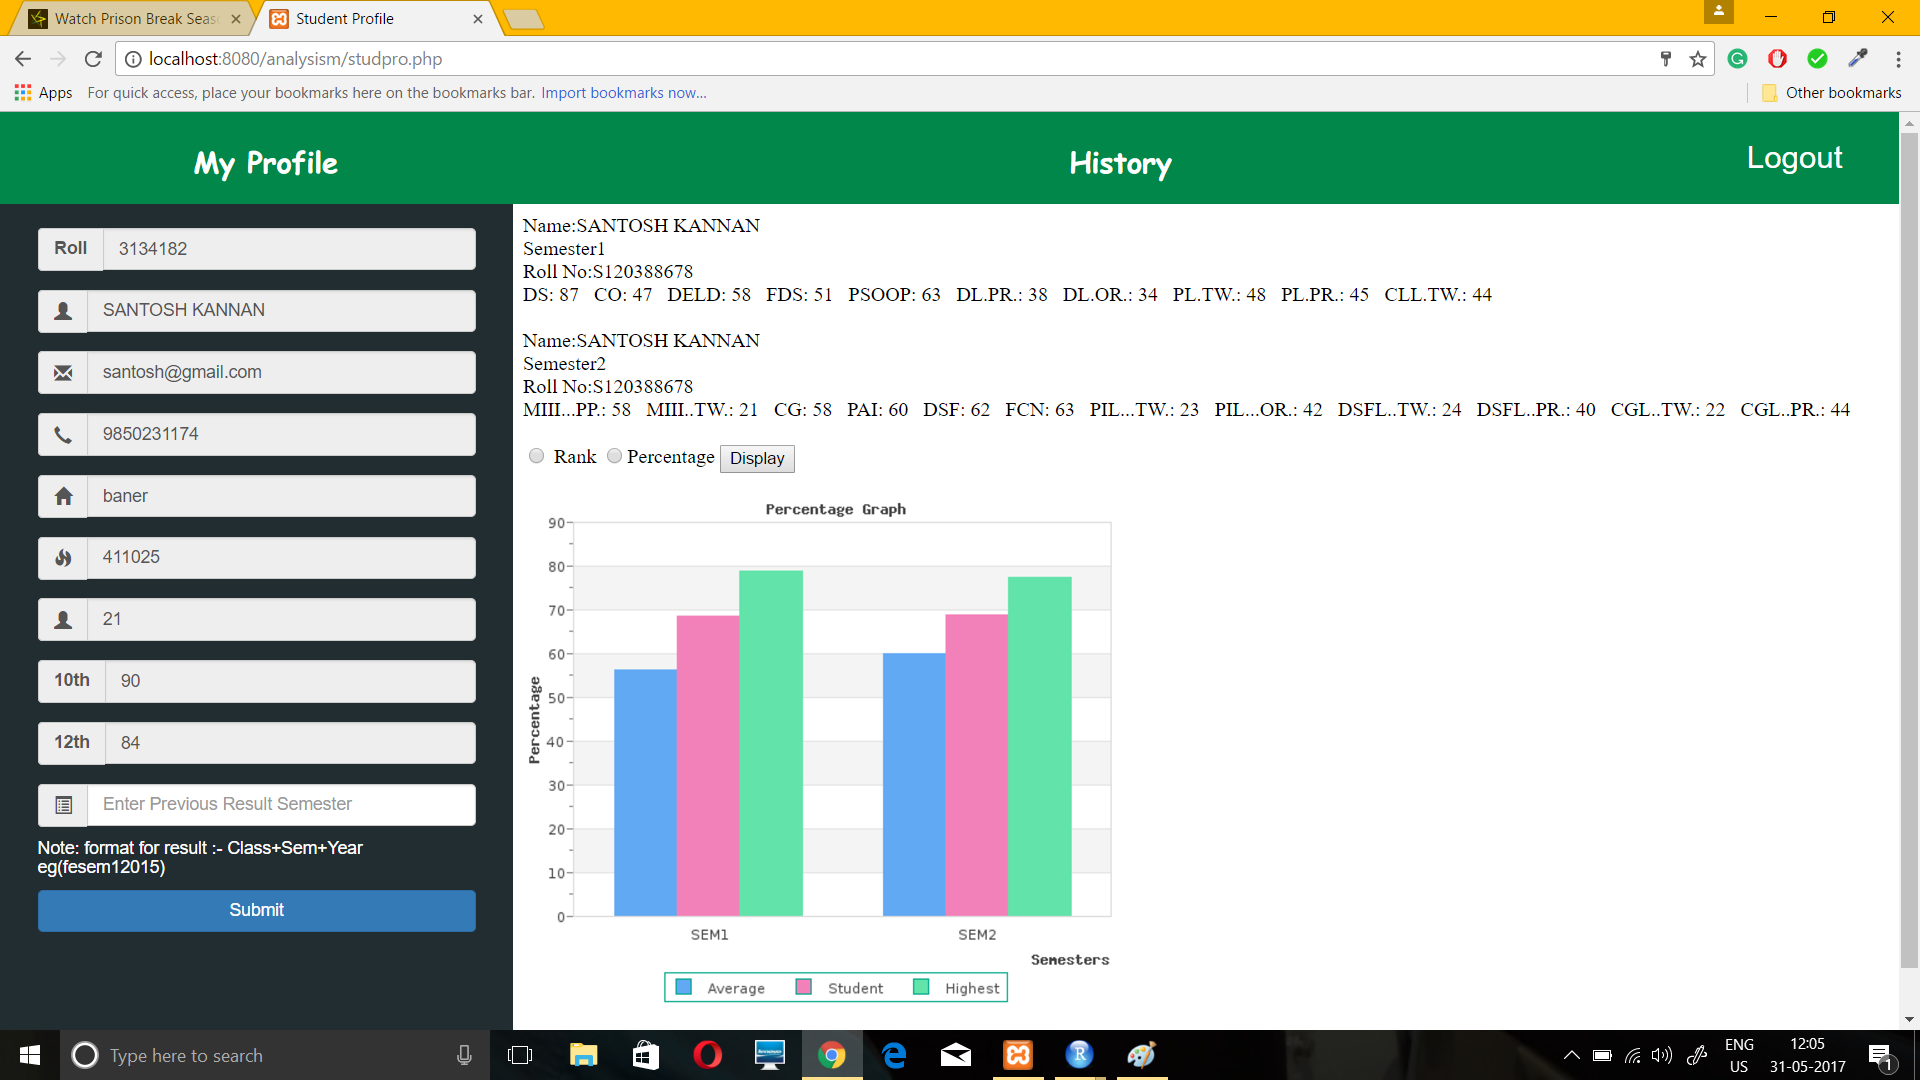 Watch Prison Break Seas
Student Profile
localhost:8080/analysism/studpro.php
Apps For quick access, place your bookmarks here on the bookmarks bar. Import bookmarks now... Other bookmarks
My Profile
History
Logout
Roll 3134182
SANTOSH KANNAN
santosh@gmail.com
9850231174
baner
411025
21
10th 90
12th 84
Enter Previous Result Semester
Note: format for result :- Class+Sem+Year
eg(fesem12015)
Submit
Name:SANTOSH KANNAN
Semester1
Roll No:S120388678
DS: 87 CO: 47 DELD: 58 FDS: 51 PSOOP: 63 DL.PR.: 38 DL.OR.: 34 PL.TW.: 48 PL.PR.: 45 CLL.TW.: 44
Name:SANTOSH KANNAN
Semester2
Roll No:S120388678
MIII...PP.: 58 MIII..TW.: 21 CG: 58 PAI: 60 DSF: 62 FCN: 63 PIL...TW.: 23 PIL...OR.: 42 DSFL..TW.: 24 DSFL..PR.: 40 CGL..TW.: 22 CGL..PR.: 44
Rank Percentage Display
Percentage Graph
90
80
70
60
50
40
30
20
10
0
Percentage
SEM1 SEM2
Semesters
Average Student Highest
Type here to search
ENG
US
12:05
31-05-2017
1